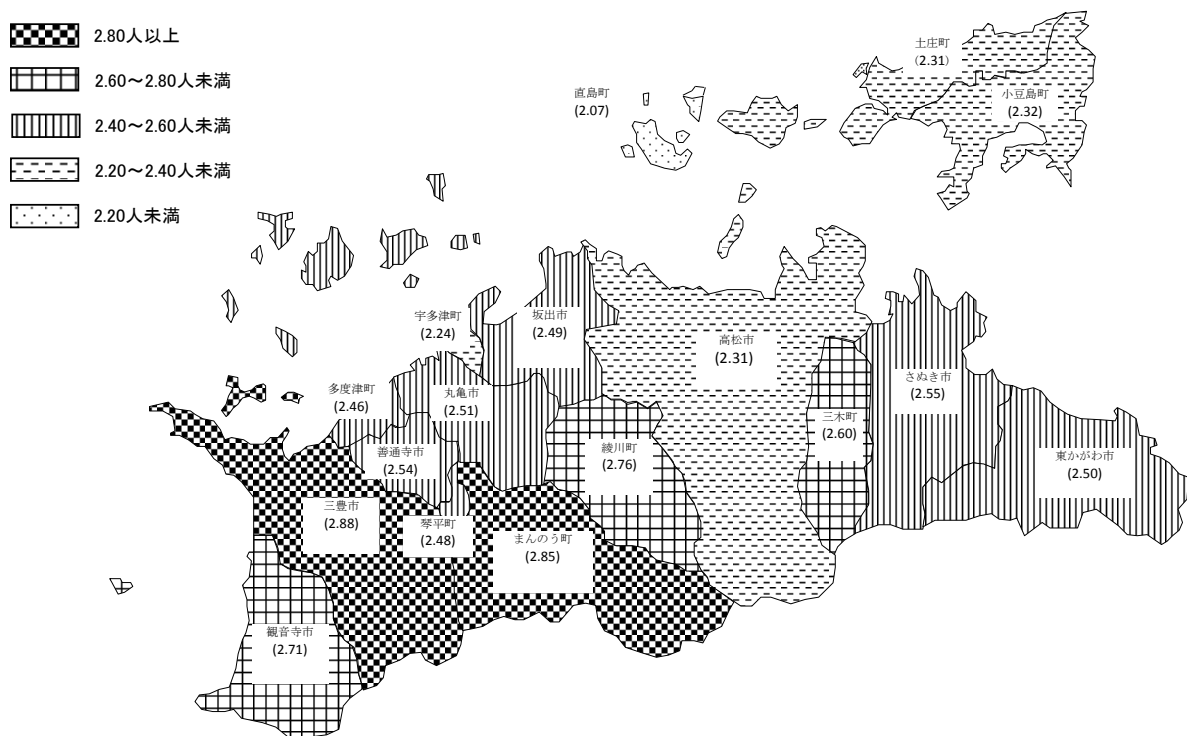 2.80人以上
2.60～2.80人未満
2.40～2.60人未満
2.20～2.40人未満
2.20人未満
土庄町
(2.31)
直島町
(2.07)
小豆島町
(2.32)
宇多津町
(2.24)
坂出市
(2.49)
高松市
(2.31)
さぬき市
(2.55)
多度津町
(2.46)
丸亀市
(2.51)
三木町
(2.60)
善通寺市
(2.54)
綾川町
(2.76)
東かがわ市
(2.50)
三豊市
(2.88)
琴平町
(2.48)
まんのう町
(2.85)
観音寺市
(2.71)